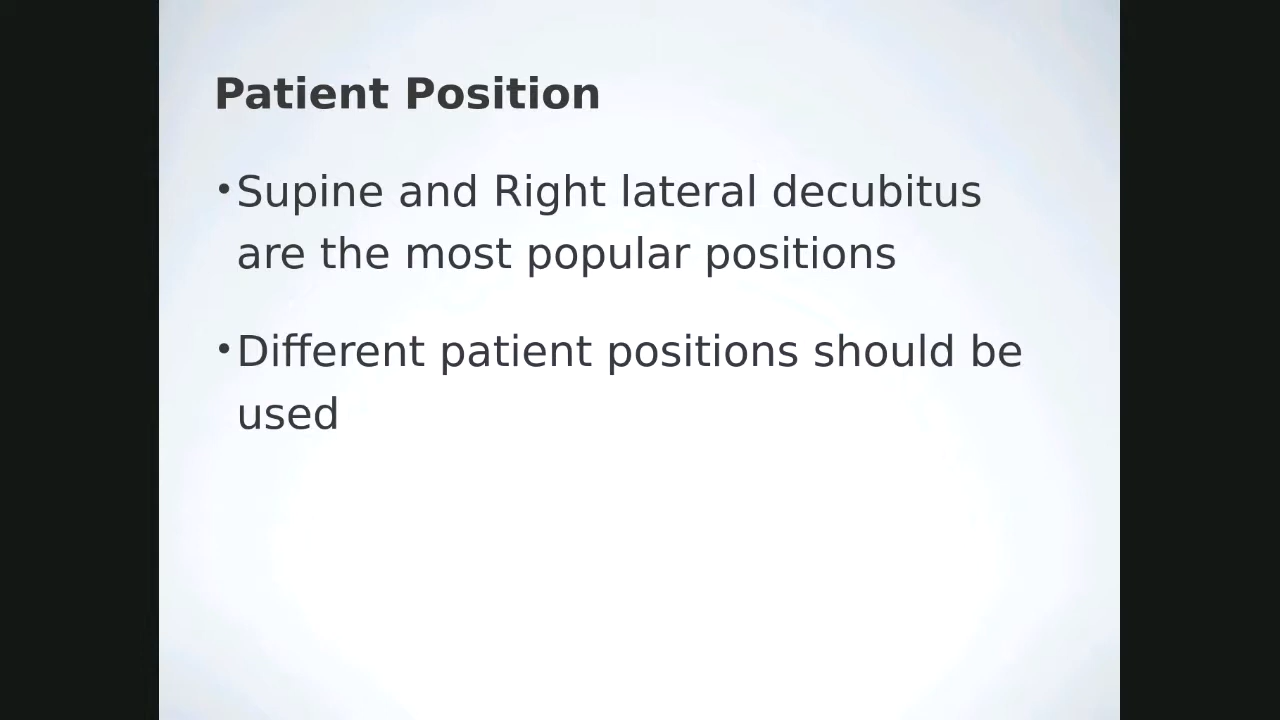 Patient Position
•Supine and Right lateral decubitus
are the most popular positions
•Different patient positions should be
used